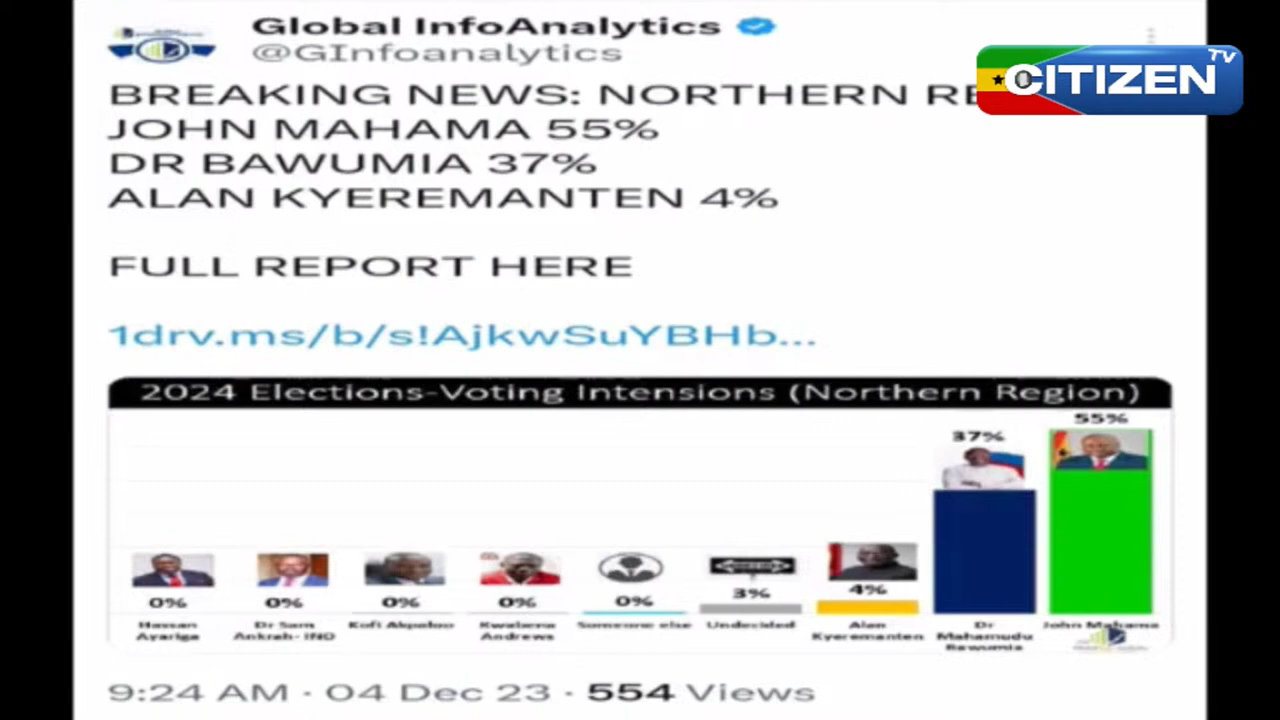 Global InfoAnalytics
@GInfoanalytics
CITIZEN TV
BREAKING NEWS: NORTHERN RE
JOHN MAHAMA 55%
DR BAWUMIA 37%
ALAN KYEREMANTEN 4%
FULL REPORT HERE
1drv.ms/b/s!AjkwSuYBHb...
2024 Elections-Voting Intensions (Northern Region)
0% 0% 0% 0% 0% 3% 4% 37% 55%
Hassan Ayariga
Dr Sam Ankrah- IND
Kofi Akpaloo
Kwabena Andrews
Someone else
Undecided
Alan Kyeremanten
Dr Mahamudu Bawumia
John Mahama
9:24 AM · 04 Dec 23 · 554 Views